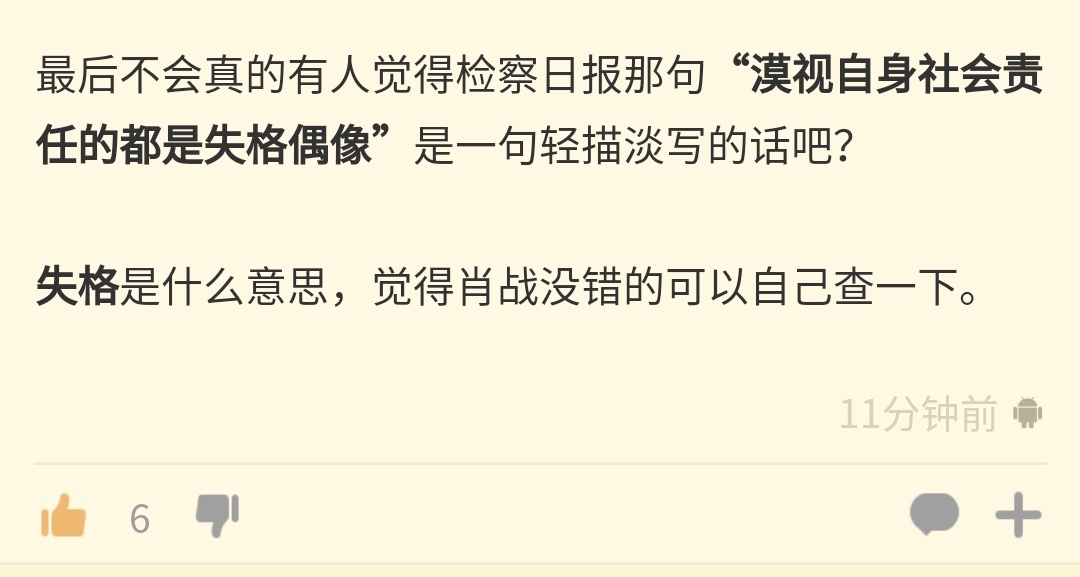 最后不会真的有人觉得检察日报那句“漠视自身社会责
任的都是失格偶像”是一句轻描淡写的话吧？
失格是什么意思，觉得肖战没错的可以自己查一下。
11分钟前
6